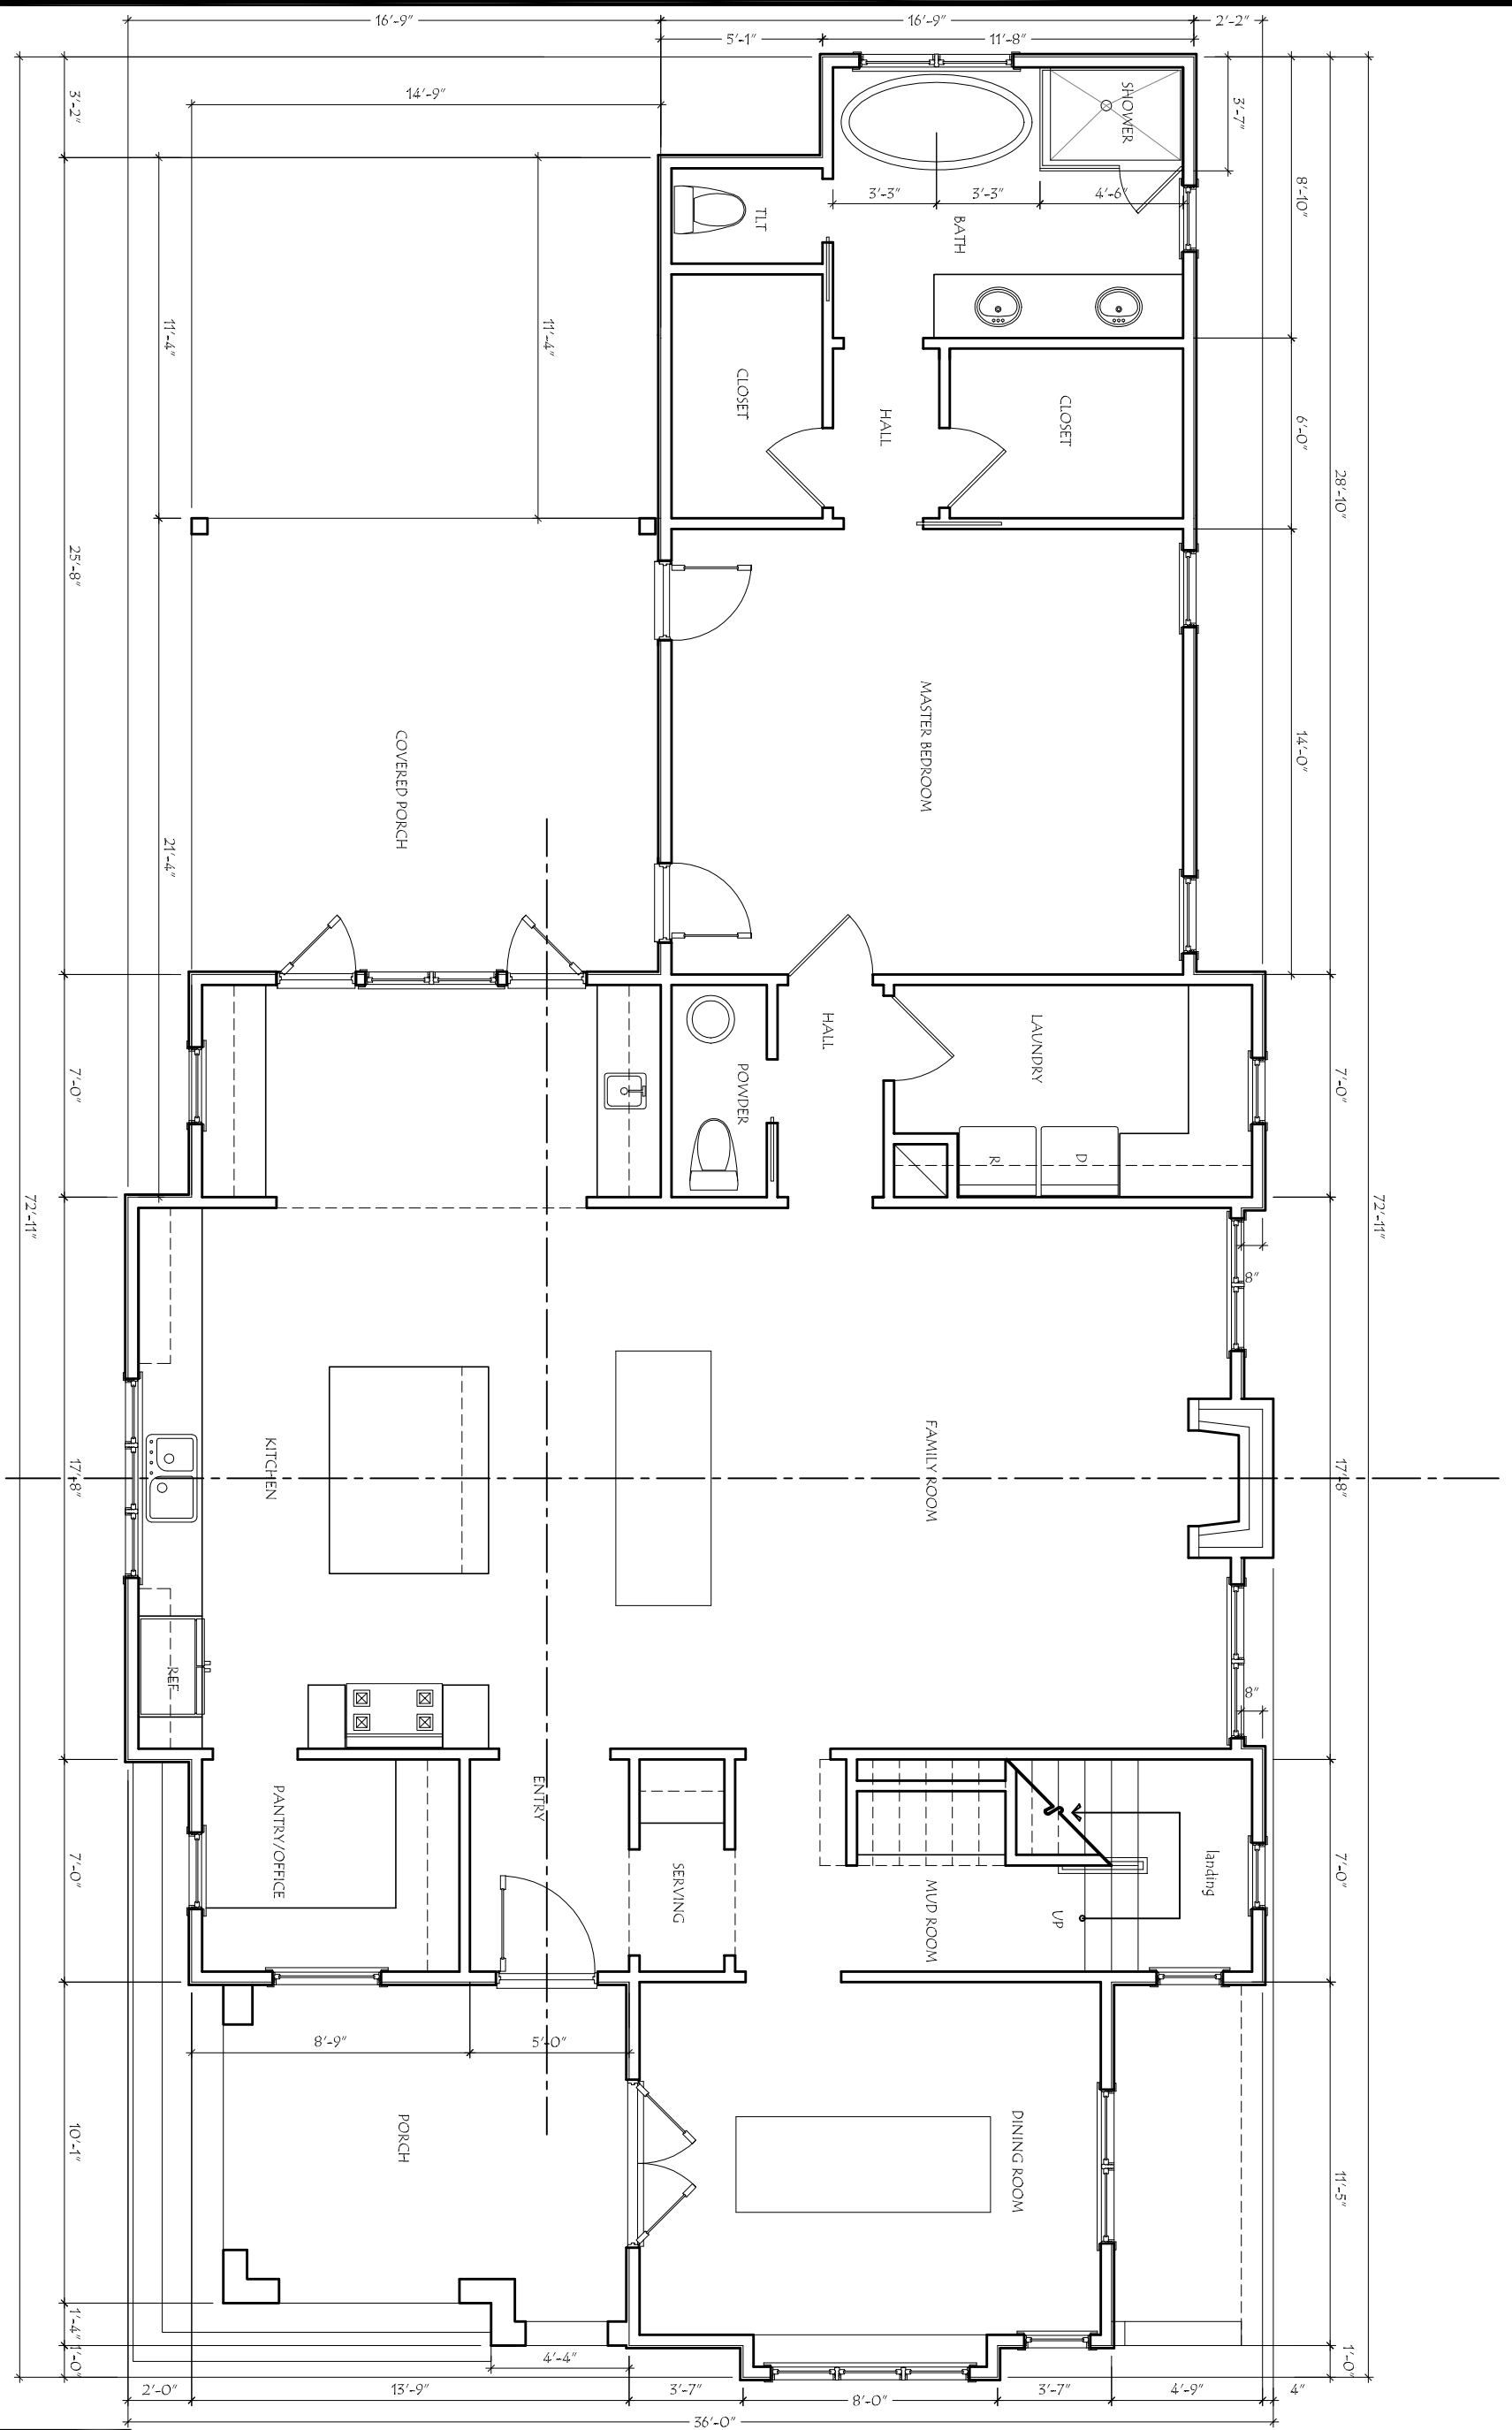 16'-9"
16'-9"
2'-2"
5'-1"
11'-8"
3'-2"
14'-9"
SHOWER
3'-7"
3'-3"
3'-3"
4'-6"
8'-10"
TLT
BATH
11'-4"
11'-4"
CLOSET
HALL
CLOSET
6'-0"
28'-10"
25'-8"
MASTER BEDROOM
14'-0"
COVERED PORCH
21'-4"
HALL
LAUNDRY
POWDER
7'-0"
7'-0"
R
D
72'-11"
72'-11"
8"
KITCHEN
FAMILY ROOM
17'-8"
17'-8"
REF
8"
ENTRY
PANTRY/OFFICE
SERVING
MUD ROOM
landing
UP
7'-0"
7'-0"
8'-9"
5'-0"
PORCH
DINING ROOM
10'-1"
11'-5"
1'-4"
1'-0"
1'-0"
4'-4"
2'-0"
13'-9"
3'-7"
8'-0"
3'-7"
4'-9"
4"
36'-0"